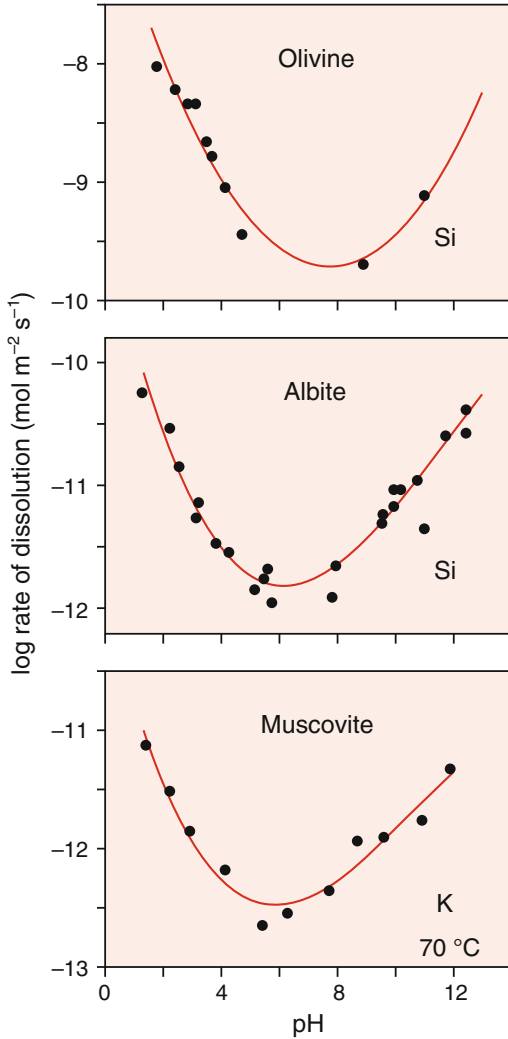 log rate of dissolution (mol m⁻² s⁻¹)
−8
−9
−10
Olivine
Si
−10
−11
−12
Albite
Si
−11
−12
−13
Muscovite
K
70 °C
0 4 8 12
pH